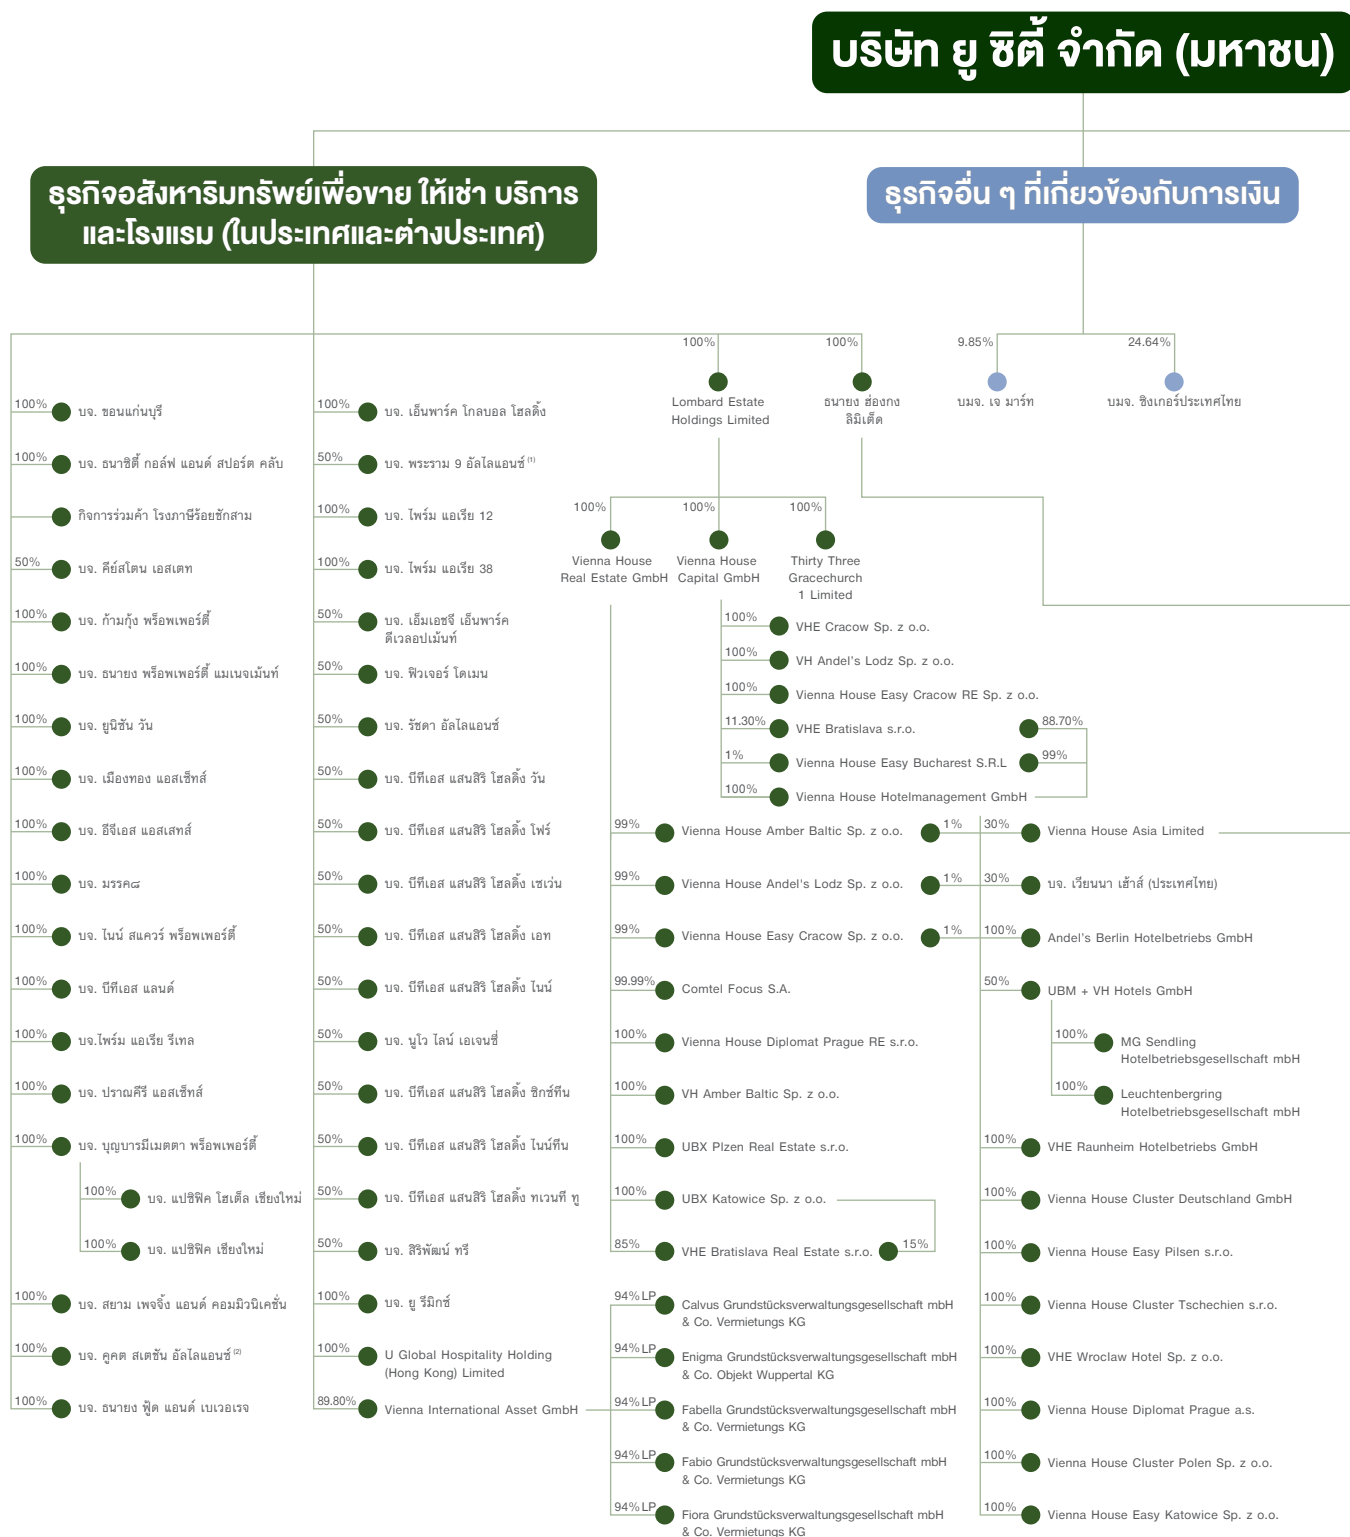 บริษัท ยู ซิตี้ จำกัด (มหาชน)
ธุรกิจอสังหาริมทรัพย์เพื่อขาย ให้เช่า บริการ
และโรงแรม (ในประเทศและต่างประเทศ)
ธุรกิจอื่น ๆ ที่เกี่ยวข้องกับการเงิน
100%
บจ. ขอนแก่นบุรี
100%
บจ. ธนาซิตี้ กอล์ฟ แอนด์ สปอร์ต คลับ
กิจการร่วมค้า โรงภาษีร้อยชักสาม
50%
บจ. คีย์สโตน เอสเตท
100%
บจ. ก้ามกุ้ง พร็อพเพอร์ตี้
100%
บจ. ธนายง พร็อพเพอร์ตี้ แมเนจเม้นท์
100%
บจ. ยูนิซัน วัน
100%
บจ. เมืองทอง แอสเซ็ทส์
100%
บจ. อีจีเอส แอสเสทส์
100%
บจ. มรรค๘
100%
บจ. ไนน์ สแควร์ พร็อพเพอร์ตี้
100%
บจ. บีทีเอส แลนด์
100%
บจ.ไพร์ม แอเรีย รีเทล
100%
บจ. ปราณคีรี แอสเซ็ทส์
100%
บจ. บุญบารมีเมตตา พร็อพเพอร์ตี้
100%
บจ. แปซิฟิค โฮเต็ล เชียงใหม่
100%
บจ. แปซิฟิค เชียงใหม่
100%
บจ. สยาม เพจจิ้ง แอนด์ คอมมิวนิเคชั่น
100%
บจ. คูคต สเตชัน อัลไลแอนซ์ (2)
100%
บจ. ธนายง ฟู้ด แอนด์ เบเวอเรจ
100%
บจ. เอ็นพาร์ค โกลบอล โฮลดิ้ง
50%
บจ. พระราม 9 อัลไลแอนซ์ (1)
100%
บจ. ไพร์ม แอเรีย 12
100%
บจ. ไพร์ม แอเรีย 38
50%
บจ. เอ็มเอชจี เอ็นพาร์ค
ดีเวลอปเม้นท์
50%
บจ. ฟิวเจอร์ โดเมน
50%
บจ. รัชดา อัลไลแอนซ์
50%
บจ. บีทีเอส แสนสิริ โฮลดิ้ง วัน
50%
บจ. บีทีเอส แสนสิริ โฮลดิ้ง โฟร์
50%
บจ. บีทีเอส แสนสิริ โฮลดิ้ง เซเว่น
50%
บจ. บีทีเอส แสนสิริ โฮลดิ้ง เอท
50%
บจ. บีทีเอส แสนสิริ โฮลดิ้ง ไนน์
50%
บจ. นูโว ไลน์ เอเจนซี่
50%
บจ. บีทีเอส แสนสิริ โฮลดิ้ง ซิกซ์ทีน
50%
บจ. บีทีเอส แสนสิริ โฮลดิ้ง ไนน์ทีน
50%
บจ. บีทีเอส แสนสิริ โฮลดิ้ง ทเวนที ทู
50%
บจ. สิริพัฒน์ ทรี
100%
บจ. ยู รีมิกซ์
100%
U Global Hospitality Holding
(Hong Kong) Limited
89.80%
Vienna International Asset GmbH
100%
Lombard Estate
Holdings Limited
100%
ธนายง ฮ่องกง
ลิมิเต็ด
9.85%
บมจ. เจ มาร์ท
24.64%
บมจ. ซิงเกอร์ประเทศไทย
100%
Vienna House
Real Estate GmbH
100%
Vienna House
Capital GmbH
100%
Thirty Three
Gracechurch
1 Limited
100%
VHE Cracow Sp. z o.o.
100%
VH Andel's Lodz Sp. z o.o.
100%
Vienna House Easy Cracow RE Sp. z o.o.
11.30%
VHE Bratislava s.r.o.
88.70%
1%
Vienna House Easy Bucharest S.R.L
99%
100%
Vienna House Hotelmanagement GmbH
99%
Vienna House Amber Baltic Sp. z o.o.
1%
99%
Vienna House Andel's Lodz Sp. z o.o.
1%
99%
Vienna House Easy Cracow Sp. z o.o.
1%
99.99%
Comtel Focus S.A.
100%
Vienna House Diplomat Prague RE s.r.o.
100%
VH Amber Baltic Sp. z o.o.
100%
UBX Plzen Real Estate s.r.o.
100%
UBX Katowice Sp. z o.o.
85%
VHE Bratislava Real Estate s.r.o.
15%
94% LP
Calvus Grundstücksverwaltungsgesellschaft mbH
& Co. Vermietungs KG
94% LP
Enigma Grundstücksverwaltungsgesellschaft mbH
& Co. Objekt Wuppertal KG
94% LP
Fabella Grundstücksverwaltungsgesellschaft mbH
& Co. Vermietungs KG
94% LP
Fabio Grundstücksverwaltungsgesellschaft mbH
& Co. Vermietungs KG
94% LP
Fiora Grundstücksverwaltungsgesellschaft mbH
& Co. Vermietungs KG
30%
Vienna House Asia Limited
30%
บจ. เวียนนา เฮ้าส์ (ประเทศไทย)
100%
Andel's Berlin Hotelbetriebs GmbH
50%
UBM + VH Hotels GmbH
100%
MG Sendling
Hotelbetriebsgesellschaft mbH
100%
Leuchtenbergring
Hotelbetriebsgesellschaft mbH
100%
VHE Raunheim Hotelbetriebs GmbH
100%
Vienna House Cluster Deutschland GmbH
100%
Vienna House Easy Pilsen s.r.o.
100%
Vienna House Cluster Tschechien s.r.o.
100%
VHE Wroclaw Hotel Sp. z o.o.
100%
Vienna House Diplomat Prague a.s.
100%
Vienna House Cluster Polen Sp. z o.o.
100%
Vienna House Easy Katowice Sp. z o.o.